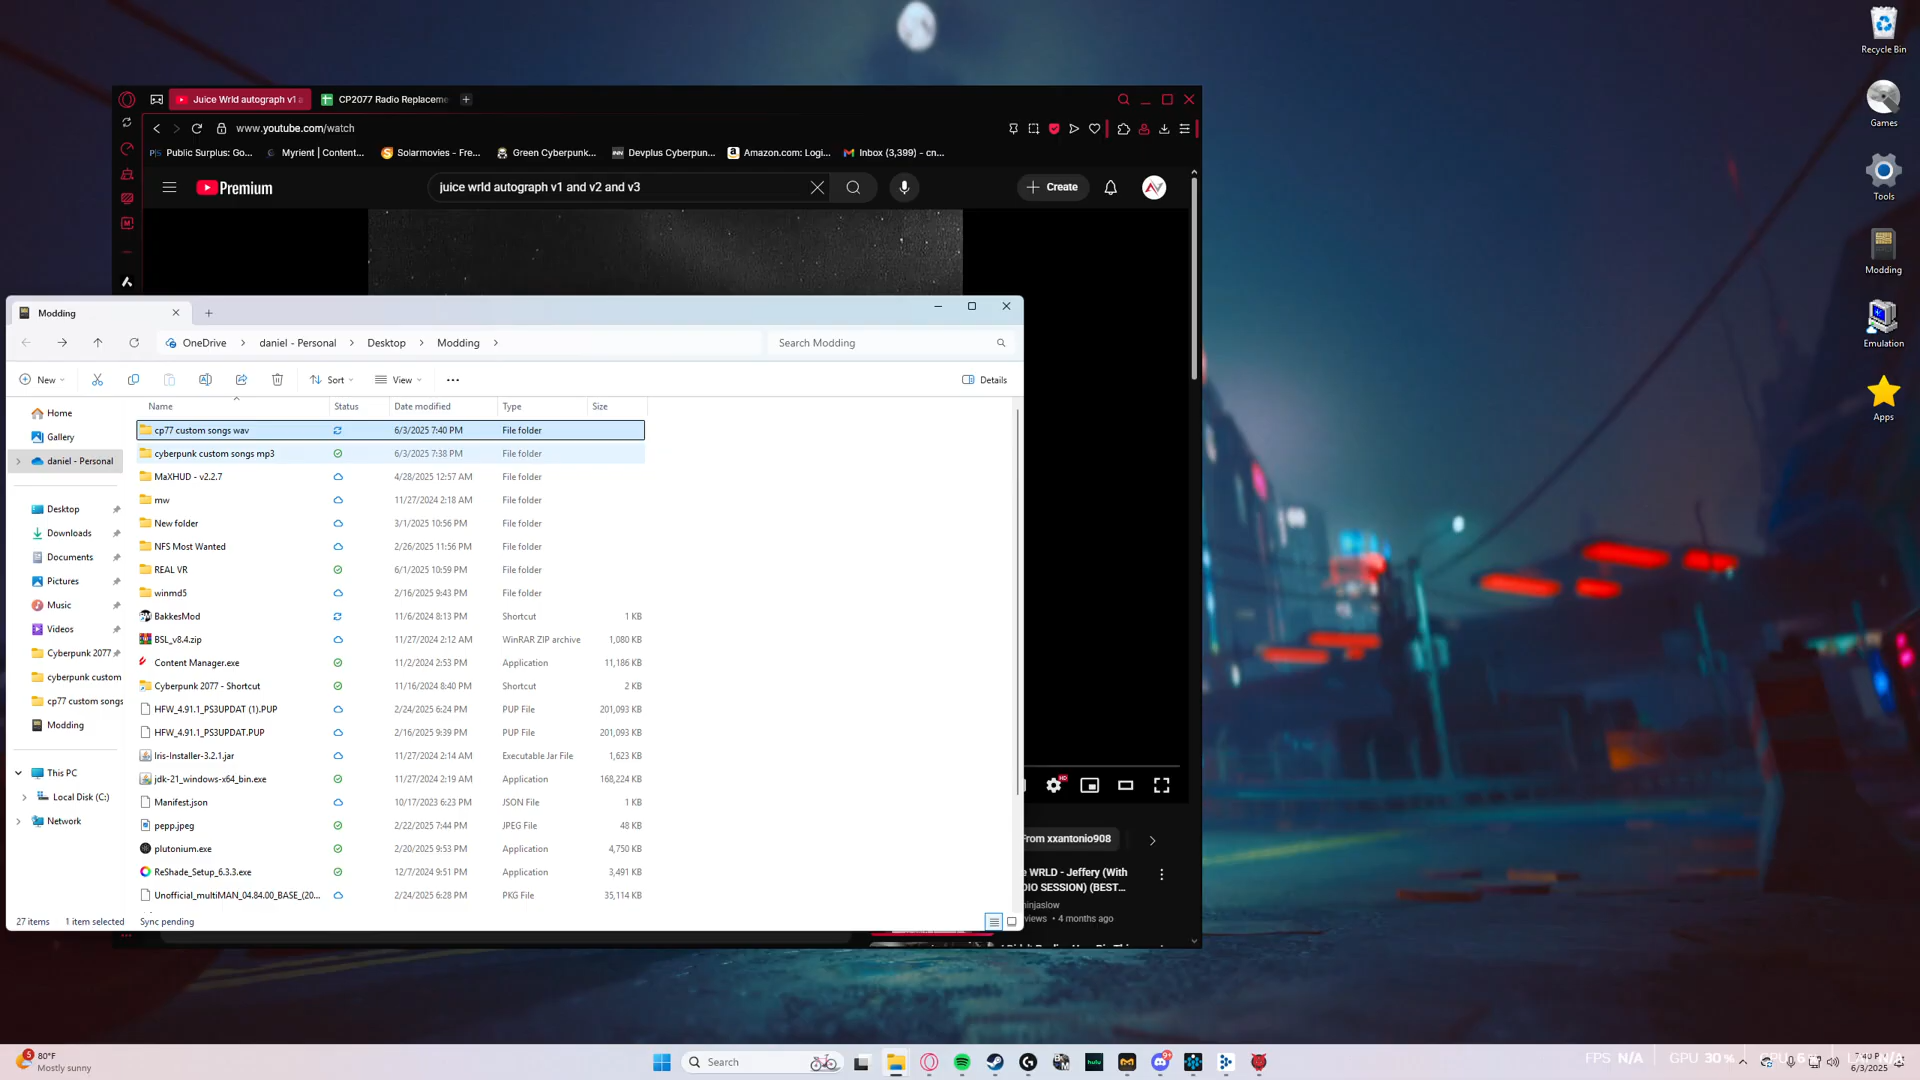 Recycle Bin
Games
Tools
Modding
Emulation
Apps
Juice Wrld autograph v1 a
CP2077 Radio Replaceme
www.youtube.com/watch
Public Surplus: Go...
Myrient | Content...
Solarmovies - Fre...
Green Cyberpunk...
Devplus Cyberpun...
Amazon.com: Logi...
Inbox (3,399) - cn...
Premium
juice wrld autograph v1 and v2 and v3
Create
Modding
OneDrive > daniel - Personal > Desktop > Modding >
Search Modding
New
Sort
View
Details
Home
Gallery
daniel - Personal
Desktop
Downloads
Documents
Pictures
Music
Videos
Cyberpunk 2077
cyberpunk custom
cp77 custom songs
Modding
This PC
Local Disk (C:)
Network
Name Status Date modified Type Size
cp77 custom songs wav 6/3/2025 7:40 PM File folder
cyberpunk custom songs mp3 6/3/2025 7:38 PM File folder
MaXHUD - v2.2.7 4/28/2025 12:57 AM File folder
mw 11/27/2024 2:18 AM File folder
New folder 3/1/2025 10:56 PM File folder
NFS Most Wanted 2/26/2025 11:56 PM File folder
REAL VR 6/1/2025 10:59 PM File folder
winmd5 2/16/2025 9:43 PM File folder
BakkesMod 11/6/2024 8:13 PM Shortcut 1 KB
BSL_v8.4.zip 11/27/2024 2:12 AM WinRAR ZIP archive 1,080 KB
Content Manager.exe 11/2/2024 2:53 PM Application 11,186 KB
Cyberpunk 2077 - Shortcut 11/16/2024 8:40 PM Shortcut 2 KB
HFW_4.91.1_PS3UPDAT (1).PUP 2/24/2025 6:24 PM PUP File 201,093 KB
HFW_4.91.1_PS3UPDAT.PUP 2/16/2025 9:39 PM PUP File 201,093 KB
Iris-Installer-3.2.1.jar 11/27/2024 2:14 AM Executable Jar File 1,623 KB
jdk-21_windows-x64_bin.exe 11/27/2024 2:19 AM Application 168,224 KB
Manifest.json 10/17/2023 6:23 PM JSON File 1 KB
pepp.jpeg 2/22/2025 7:44 PM JPEG File 48 KB
plutonium.exe 2/20/2025 9:53 PM Application 4,750 KB
ReShade_Setup_6.3.3.exe 12/7/2024 9:51 PM Application 3,491 KB
Unofficial_multiMAN_04.84.00_BASE_(20... 2/24/2025 6:28 PM PKG File 35,114 KB
27 items 1 item selected Sync pending
HD
From xxantonio908
e WRLD - Jeffery (With
DIO SESSION) (BEST...
ninjaslow
views • 4 months ago
5
80°F
Mostly sunny
Search
hulu
FPS N/A
GPU 30 %
6/3/2025